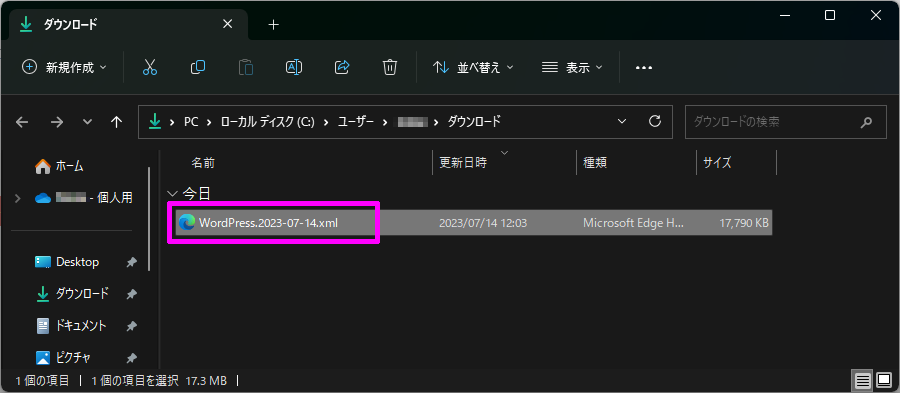 ダウンロード
新規作成
並べ替え
表示
PC > ローカル ディスク (C:) > ユーザー > > ダウンロード
ダウンロードの検索
ホーム
- 個人用
Desktop
ダウンロード
ドキュメント
ピクチャ
名前 更新日時 種類 サイズ
今日
WordPress.2023-07-14.xml 2023/07/14 12:03 Microsoft Edge H... 17,790 KB
1 個の項目 1 個の項目を選択 17.3 MB